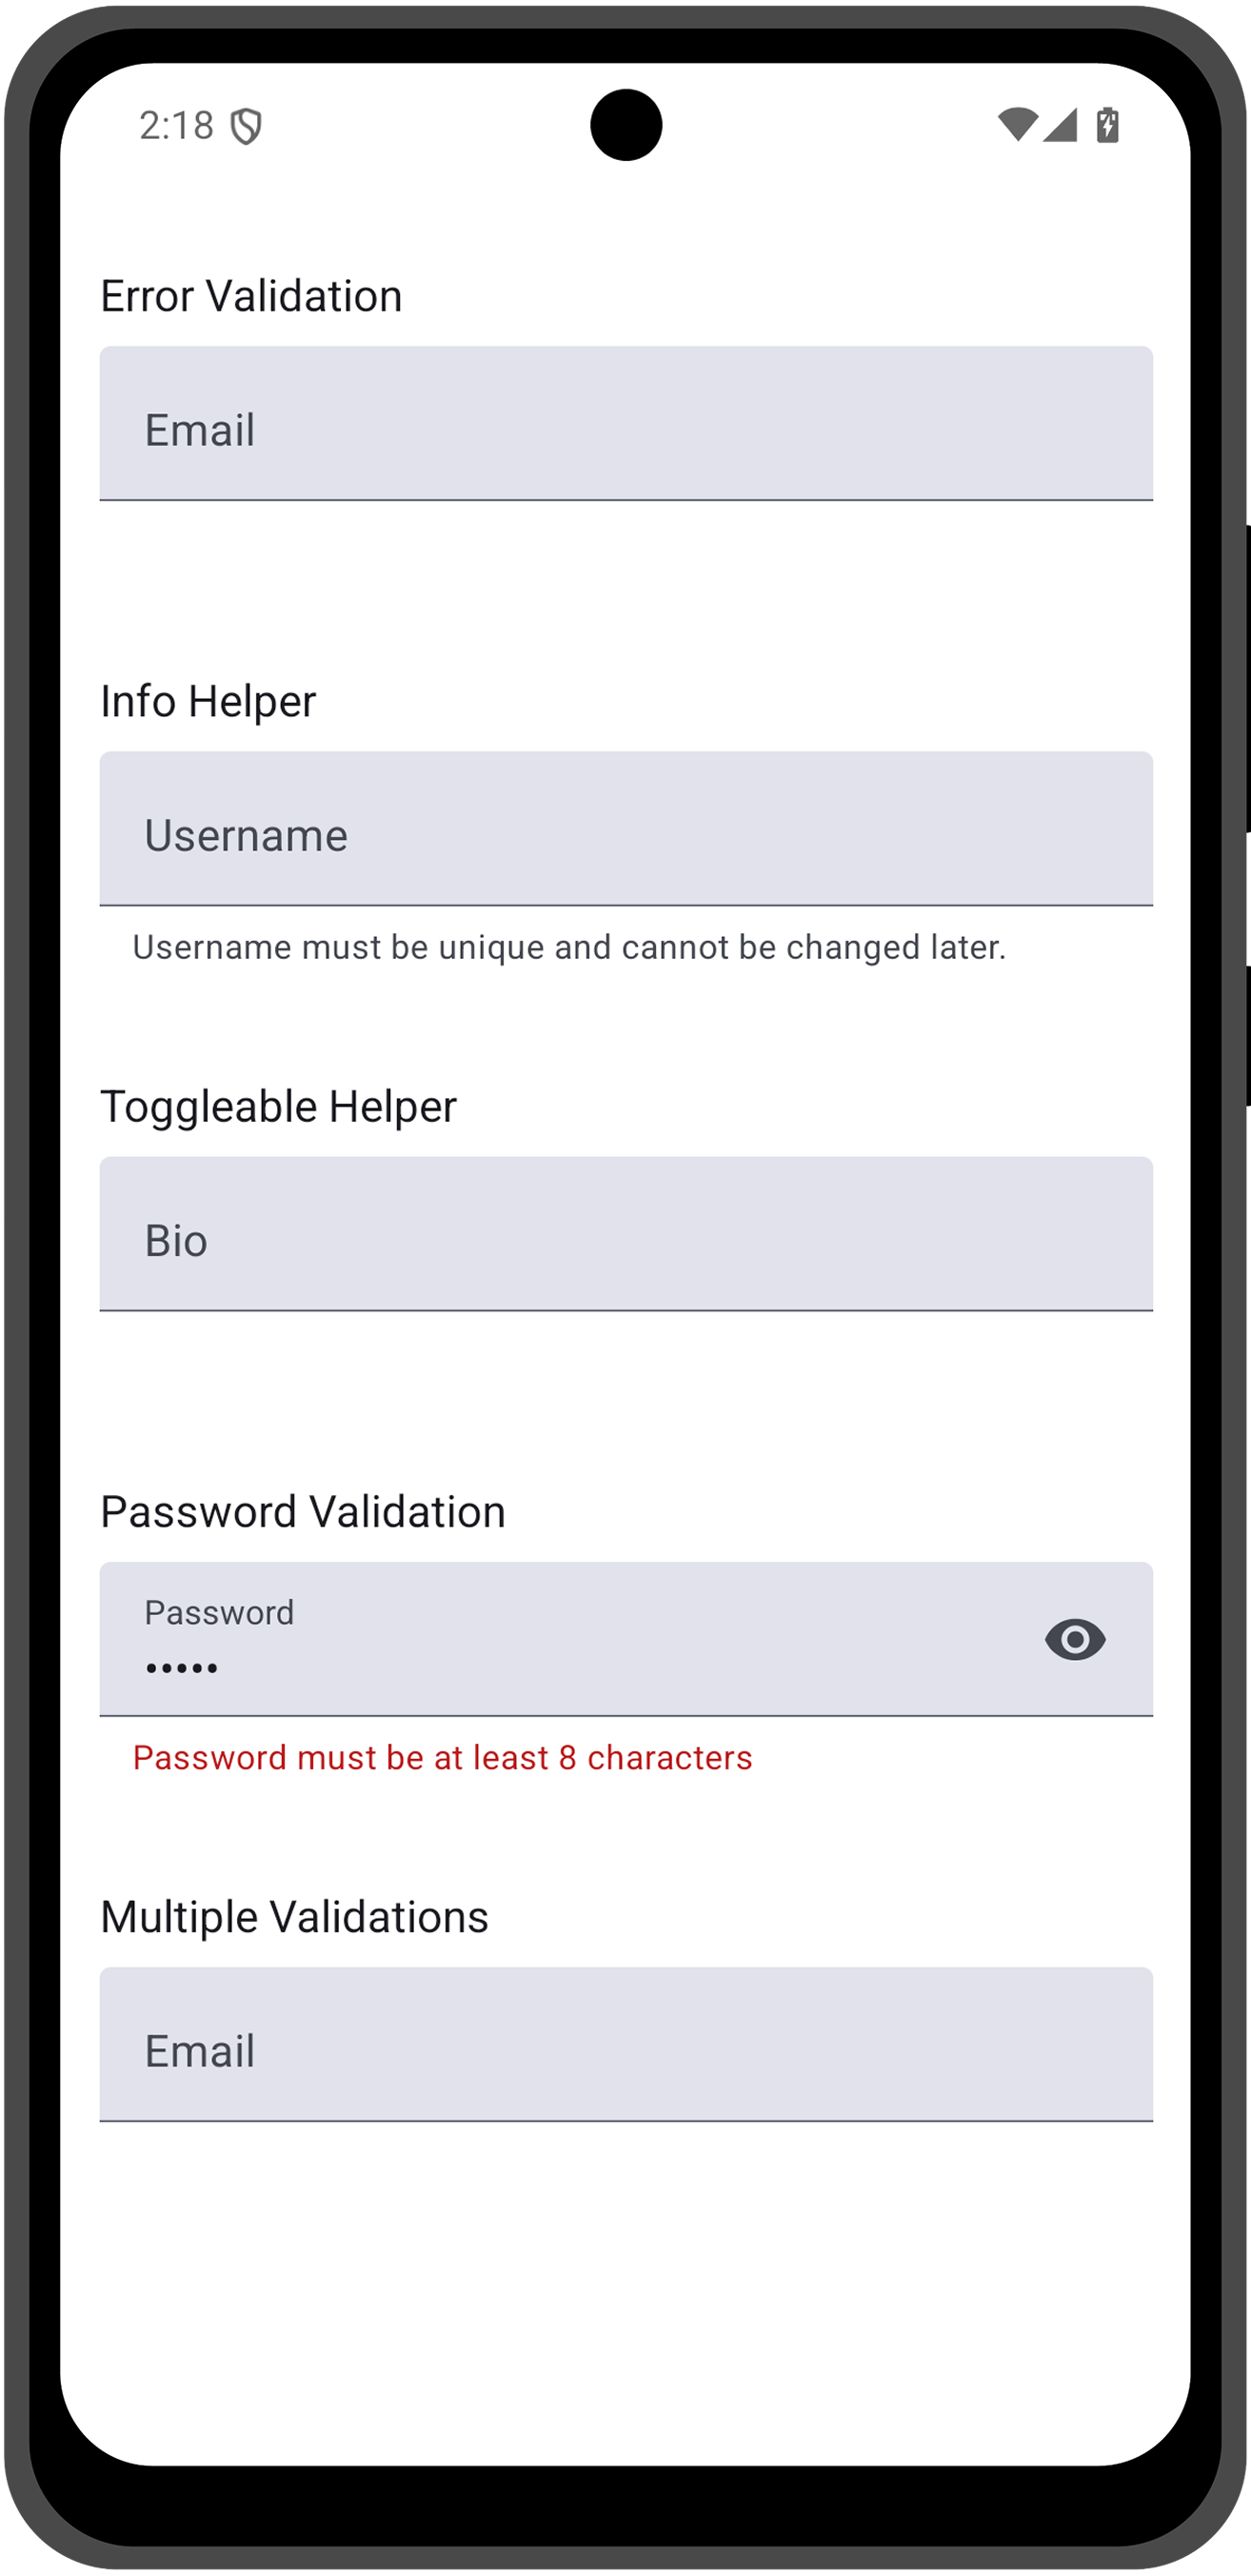 2:18
Error Validation
Email
Info Helper
Username
Username must be unique and cannot be changed later.
Toggleable Helper
Bio
Password Validation
Password
•••••
Password must be at least 8 characters
Multiple Validations
Email